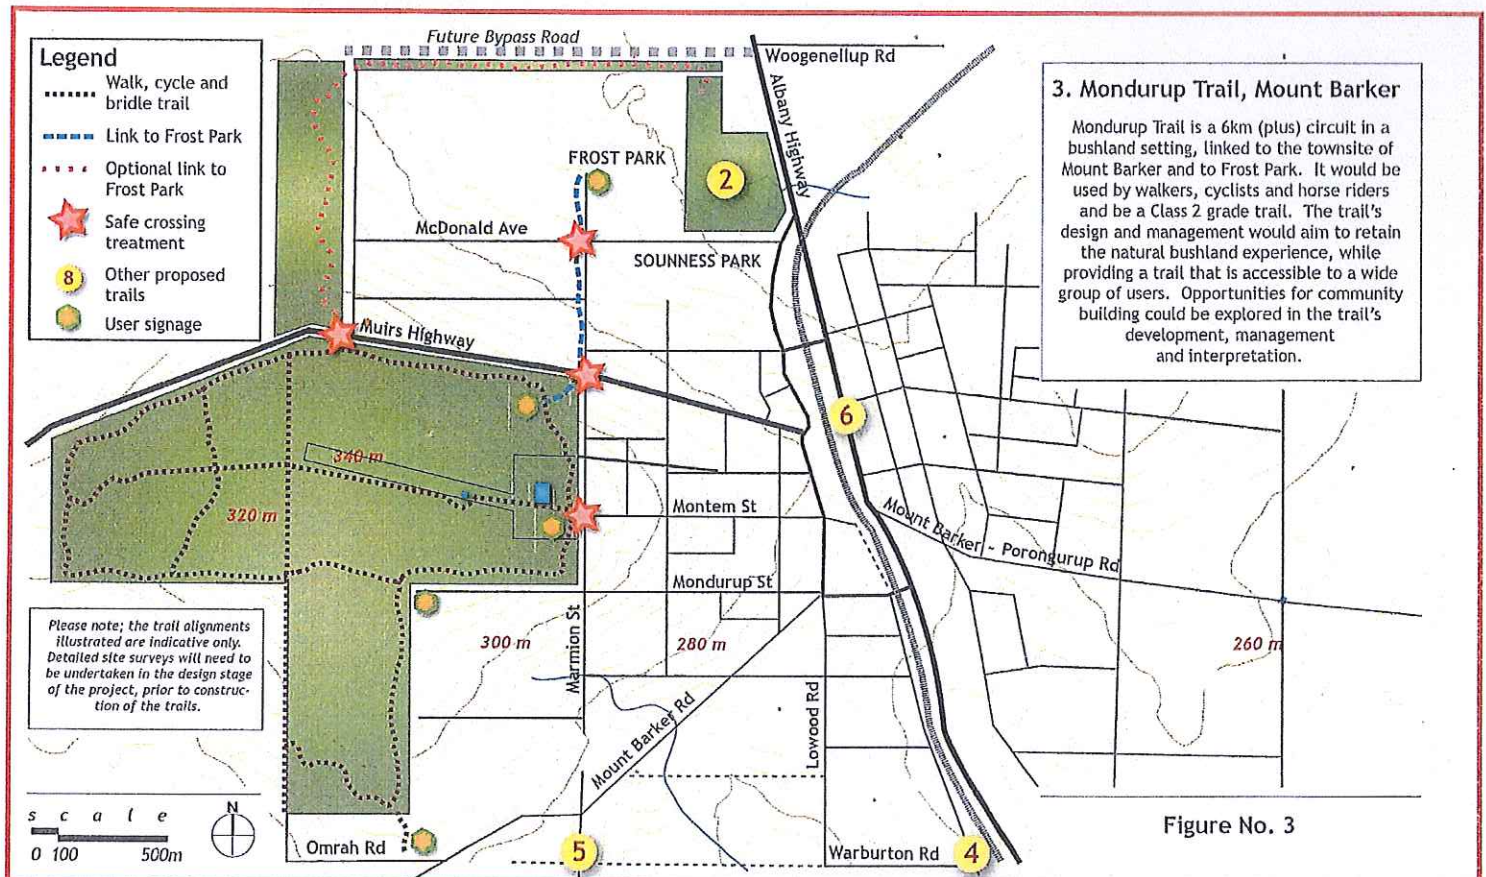 Future Bypass Road
Legend
Walk, cycle and
bridle trail
Link to Frost Park
Optional link to
Frost Park
Safe crossing
treatment
8
Other proposed
trails
User signage
Woogenellup Rd
Albany Highway
FROST PARK
2
McDonald Ave
SOUNNESS PARK
Muirs Highway
3. Mondurup Trail, Mount Barker
Mondurup Trail is a 6km (plus) circuit in a
bushland setting, linked to the townsite of
Mount Barker and to Frost Park. It would be
used by walkers, cyclists and horse riders
and be a Class 2 grade trail. The trail's
design and management would aim to retain
the natural bushland experience, while
providing a trail that is accessible to a wide
group of users. Opportunities for community
building could be explored in the trail's
development, management
and interpretation.
6
340 m
320 m
Montem St
Mount Barker - Porongurup Rd
Mondurup St
Marmion St
300 m
280 m
260 m
Please note; the trail alignments
illustrated are indicative only.
Detailed site surveys will need to
be undertaken in the design stage
of the project, prior to construc-
tion of the trails.
Mount Barker Rd
Lowood Rd
scale
0 100 500m
N
Omrah Rd
5
Warburton Rd
4
Figure No. 3